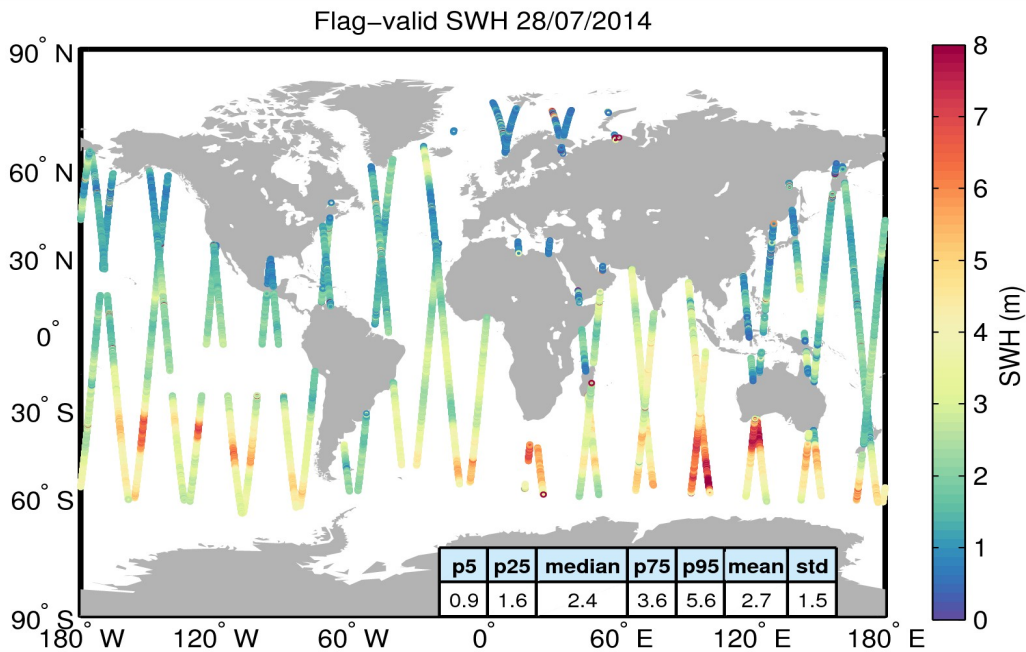 Flag−valid SWH 28/07/2014
90° N
60° N
30° N
0°
30° S
60° S
90° S
180° W
120° W
60° W
0°
60° E
120° E
180° E
p5 p25 median p75 p95 mean std
0.9 1.6 2.4 3.6 5.6 2.7 1.5
8
7
6
5
4
3
2
1
0
SWH (m)